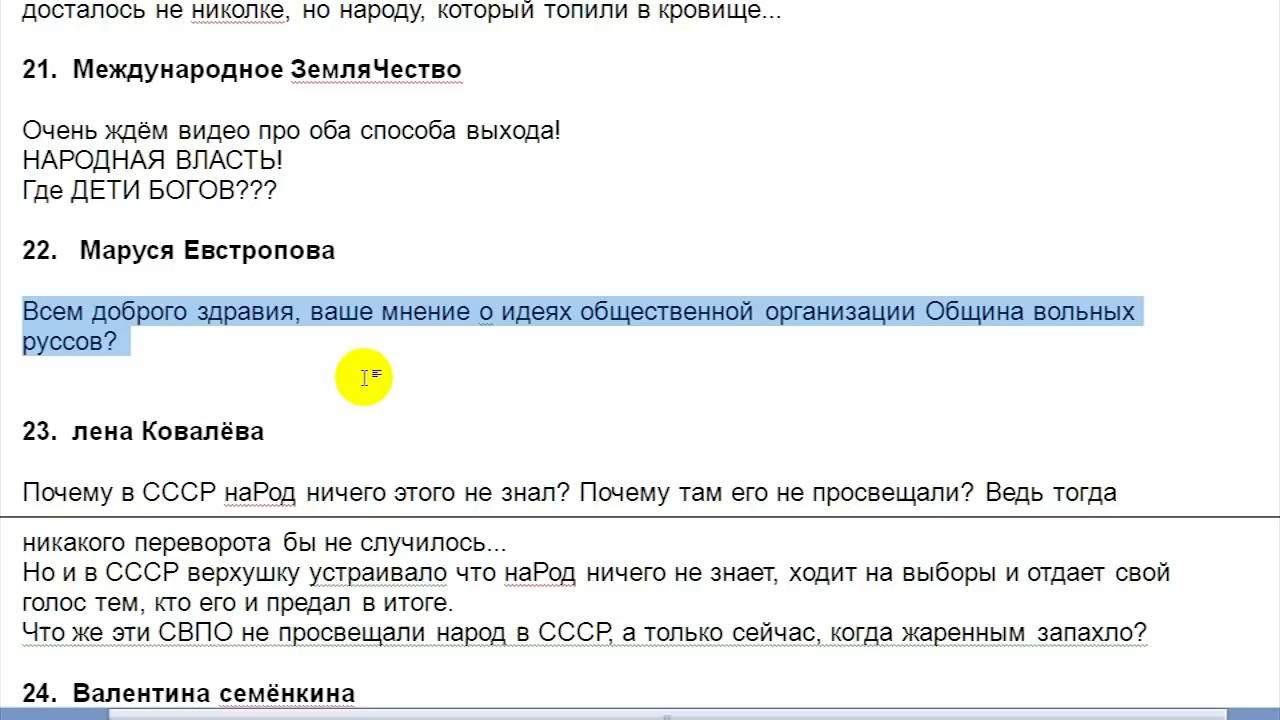 досталось не николке, но народу, который топили в кровище...
21. Международное ЗемляЧество
Очень ждём видео про оба способа выхода!
НАРОДНАЯ ВЛАСТЬ!
Где ДЕТИ БОГОВ???
22. Маруся Евстропова
Всем доброго здравия, ваше мнение о идеях общественной организации Община вольных
руссов?
23. лена Ковалёва
Почему в СССР наРод ничего этого не знал? Почему там его не просвещали? Ведь тогда
никакого переворота бы не случилось...
Но и в СССР верхушку устраивало что наРод ничего не знает, ходит на выборы и отдает свой
голос тем, кто его и предал в итоге.
Что же эти СВПО не просвещали народ в СССР, а только сейчас, когда жаренным запахло?
24. Валентина семёнкина